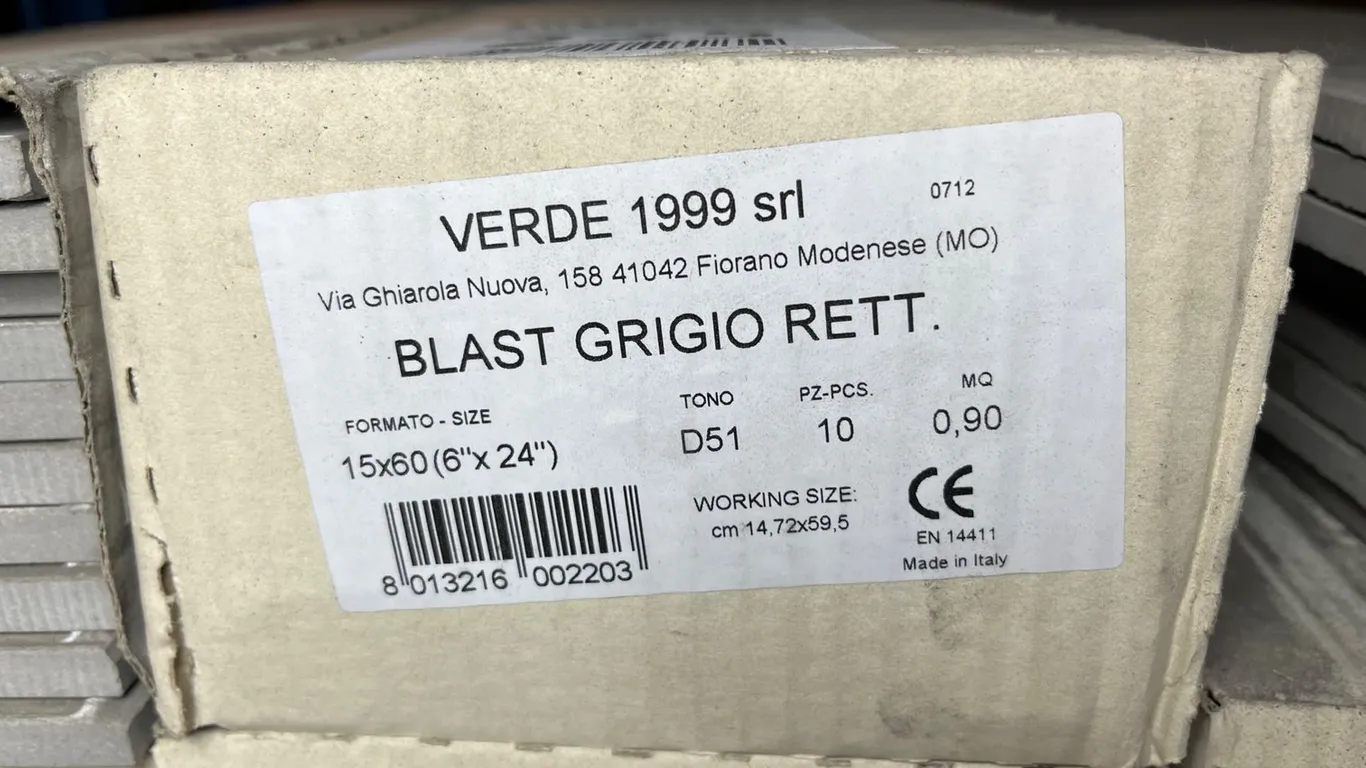 VERDE 1999 srl 0712
Via Ghiarola Nuova, 158 41042 Fiorano Modenese (MO)
BLAST GRIGIO RETT.
FORMATO - SIZE TONO PZ-PCS. MQ
15x60(6"x 24") D51 10 0,90
WORKING SIZE: CE
cm 14,72x59,5 EN 14411
Made in Italy
8 013216 002203